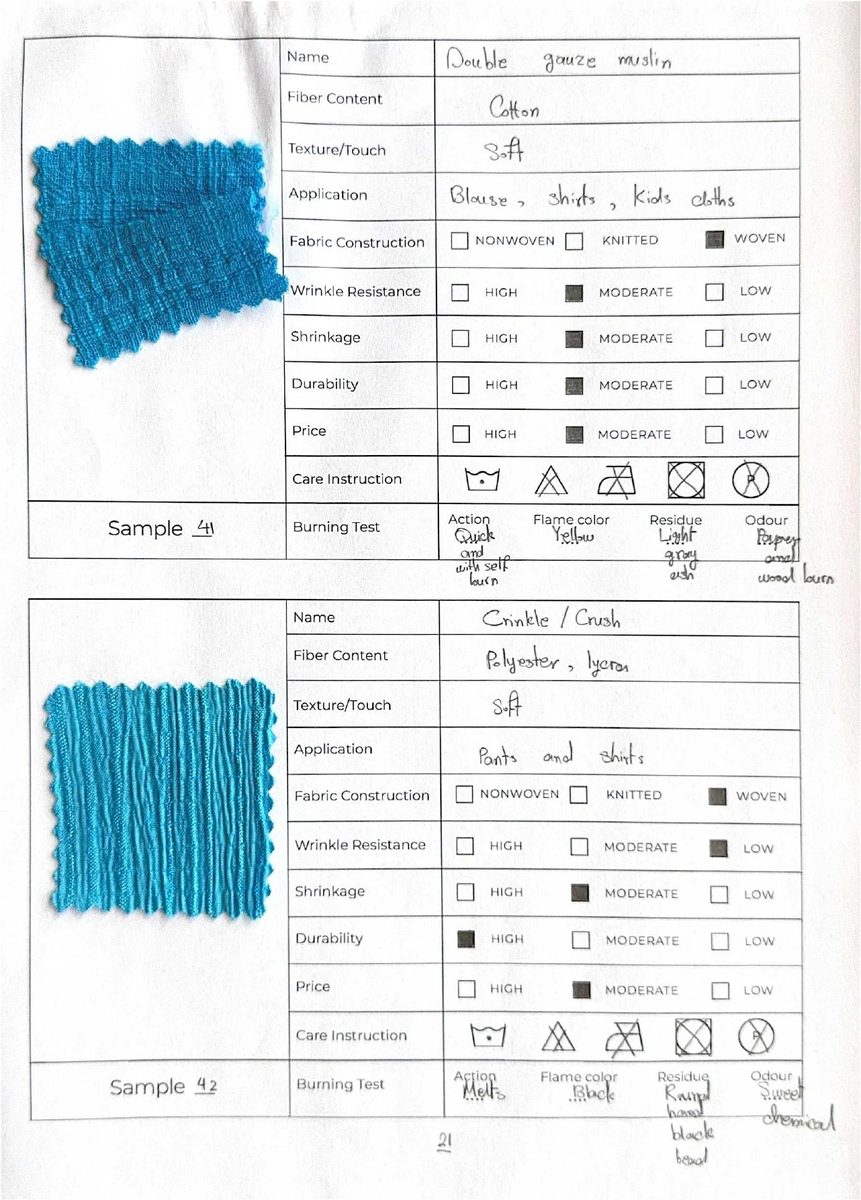 Name Double gauze muslin
Fiber Content Cotton
Texture/Touch Soft
Application Blouse, shirts, Kids cloths
Fabric Construction NONWOVEN KNITTED WOVEN
Wrinkle Resistance HIGH MODERATE LOW
Shrinkage HIGH MODERATE LOW
Durability HIGH MODERATE LOW
Price HIGH MODERATE LOW
Care Instruction P
Sample 41 Burning Test Action Flame color Residue Odour
Quick Yellow Light Paper
and gray and
with self ash wood burn
burn
Name Crinkle / Crush
Fiber Content Polyester, lycra
Texture/Touch Soft
Application Pants and shirts
Fabric Construction NONWOVEN KNITTED WOVEN
Wrinkle Resistance HIGH MODERATE LOW
Shrinkage HIGH MODERATE LOW
Durability HIGH MODERATE LOW
Price HIGH MODERATE LOW
Care Instruction P
Sample 42 Burning Test Action Flame color Residue Odour
Melts Black Sweet
hard chemical
black
bead
21